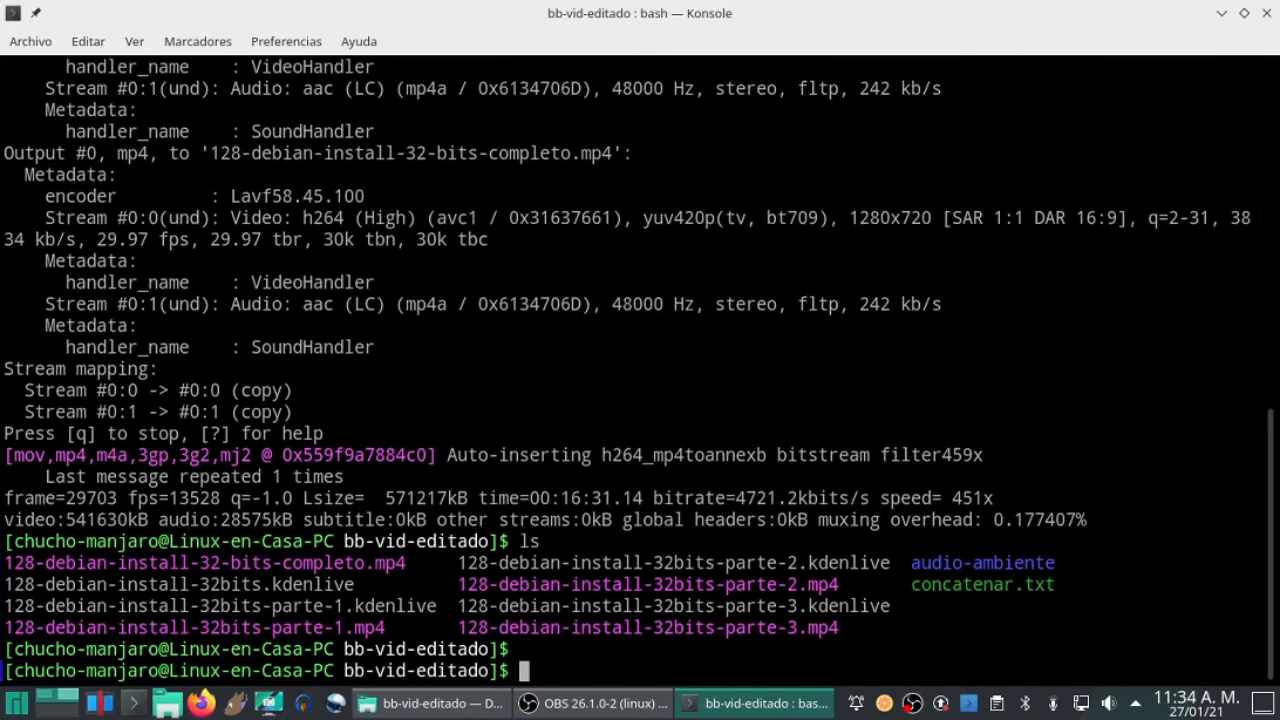 bb-vid-editado : bash — Konsole
Archivo Editar Ver Marcadores Preferencias Ayuda
handler_name : VideoHandler
Stream #0:1(und): Audio: aac (LC) (mp4a / 0x6134706D), 48000 Hz, stereo, fltp, 242 kb/s
Metadata:
handler_name : SoundHandler
Output #0, mp4, to '128-debian-install-32-bits-completo.mp4':
Metadata:
encoder : Lavf58.45.100
Stream #0:0(und): Video: h264 (High) (avc1 / 0x31637661), yuv420p(tv, bt709), 1280x720 [SAR 1:1 DAR 16:9], q=2-31, 38
34 kb/s, 29.97 fps, 29.97 tbr, 30k tbn, 30k tbc
Metadata:
handler_name : VideoHandler
Stream #0:1(und): Audio: aac (LC) (mp4a / 0x6134706D), 48000 Hz, stereo, fltp, 242 kb/s
Metadata:
handler_name : SoundHandler
Stream mapping:
Stream #0:0 -> #0:0 (copy)
Stream #0:1 -> #0:1 (copy)
Press [q] to stop, [?] for help
[mov,mp4,m4a,3gp,3g2,mj2 @ 0x559f9a7884c0] Auto-inserting h264_mp4toannexb bitstream filter459x
Last message repeated 1 times
frame=29703 fps=13528 q=-1.0 Lsize= 571217kB time=00:16:31.14 bitrate=4721.2kbits/s speed= 451x
video:541630kB audio:28575kB subtitle:0kB other streams:0kB global headers:0kB muxing overhead: 0.177407%
[chucho-manjaro@Linux-en-Casa-PC bb-vid-editado]$ ls
128-debian-install-32-bits-completo.mp4 128-debian-install-32bits-parte-2.kdenlive audio-ambiente
128-debian-install-32bits.kdenlive 128-debian-install-32bits-parte-2.mp4 concatenar.txt
128-debian-install-32bits-parte-1.kdenlive 128-debian-install-32bits-parte-3.kdenlive
128-debian-install-32bits-parte-1.mp4 128-debian-install-32bits-parte-3.mp4
[chucho-manjaro@Linux-en-Casa-PC bb-vid-editado]$
[chucho-manjaro@Linux-en-Casa-PC bb-vid-editado]$
bb-vid-editado — D... OBS 26.1.0-2 (linux) ... bb-vid-editado : bas... 11:34 A. M.
27/01/21